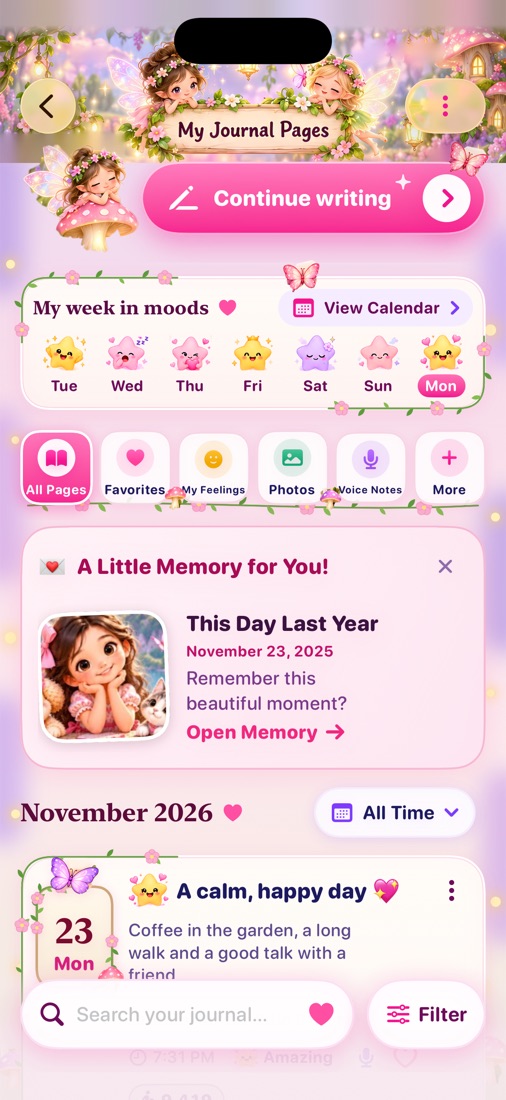 My Journal Pages
Continue writing
My week in moods
View Calendar
Tue Wed Thu Fri Sat Sun Mon
All Pages Favorites My Feelings Photos Voice Notes More
A Little Memory for You!
This Day Last Year
November 23, 2025
Remember this
beautiful moment?
Open Memory
November 2026
All Time
A calm, happy day
23
Mon
Coffee in the garden, a long
walk and a good talk with a
friend
Search your journal...
Filter
7:31 PM Amazing